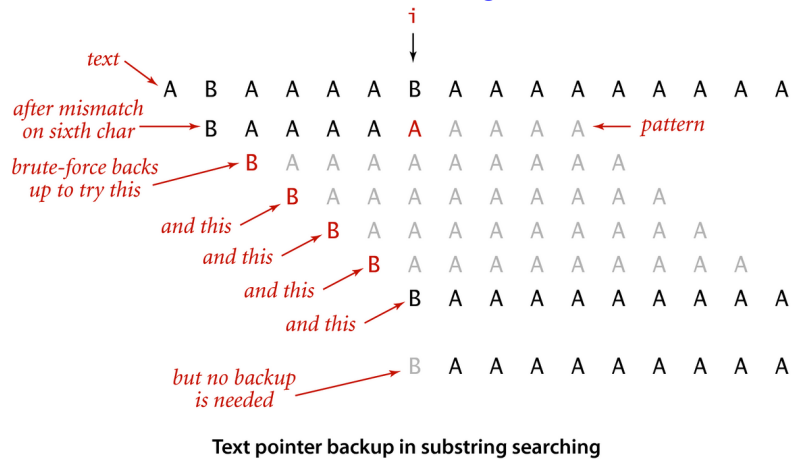 i
text
A B A A A A B A A A A A A A A A
after mismatch
on sixth char
B A A A A A A A A A
pattern
brute-force backs
up to try this
B A A A A A A A A A
and this
B A A A A A A A A A
and this
B A A A A A A A A A
and this
B A A A A A A A A A
and this
B A A A A A A A A A
but no backup
is needed
B A A A A A A A A A
Text pointer backup in substring searching